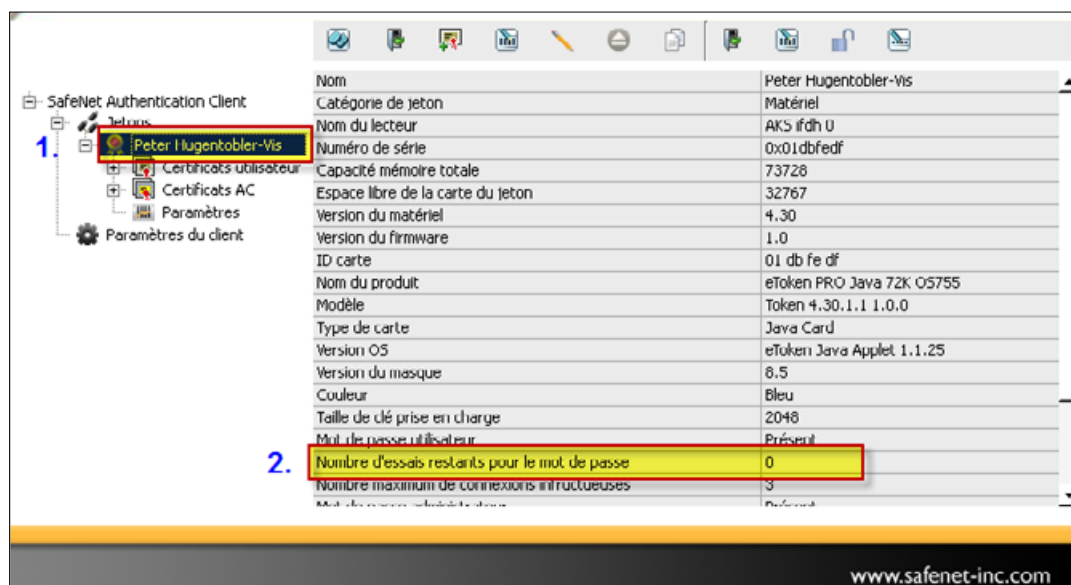 SafeNet Authentication Client
Jetons
1.
Peter Hugentobler-Vis
Certificats utilisateur
Certificats AC
Paramètres
Paramètres du client
Nom Peter Hugentobler-Vis
Catégorie de jeton Matériel
Nom du lecteur AKS ifdh 0
Numéro de série 0x01dbfedf
Capacité mémoire totale 73728
Espace libre de la carte du jeton 32767
Version du matériel 4.30
Version du firmware 1.0
ID carte 01 db fe df
Nom du produit eToken PRO Java 72K OS755
Modèle Token 4.30.1.1 1.0.0
Type de carte Java Card
Version OS eToken Java Applet 1.1.25
Version du masque 8.5
Couleur Bleu
Taille de clé prise en charge 2048
Mot de passe utilisateur Présent
2.
Nombre d'essais restants pour le mot de passe 0
Nombre maximum de connexions infructueuses 3
Mot de passe administrateur Présent
www.safenet-inc.com